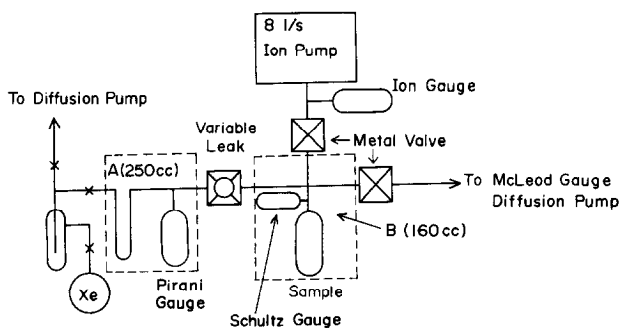 8 l/s
Ion Pump
Ion Gauge
To Diffusion Pump
Variable
Leak
Metal Valve
A(250cc)
To McLeod Gauge
Diffusion Pump
B (160cc)
Xe
Pirani
Gauge
Sample
Schultz Gauge